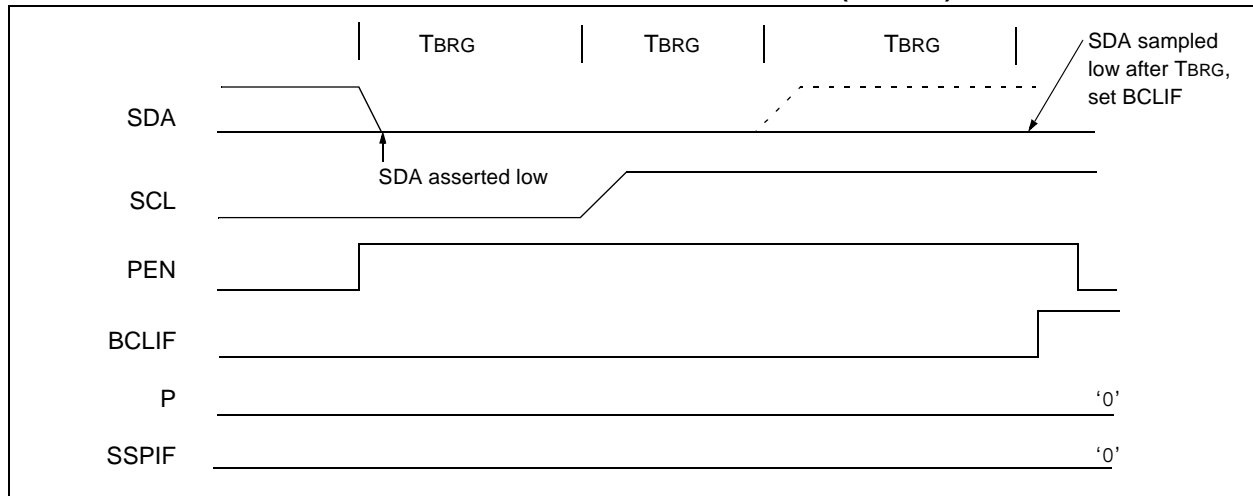 TBRG TBRG TBRG
SDA sampled
low after TBRG,
set BCLIF
SDA
SDA asserted low
SCL
PEN
BCLIF
P '0'
SSPIF '0'